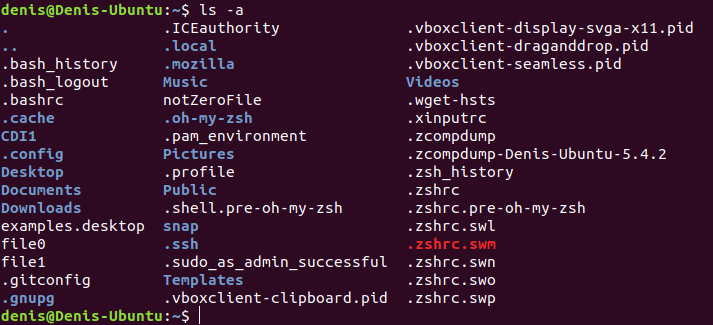 denis@Denis-Ubuntu:~$ ls -a
. .ICEauthority .vboxclient-display-svga-x11.pid
.. .local .vboxclient-draganddrop.pid
.bash_history .mozilla .vboxclient-seamless.pid
.bash_logout Music Videos
.bashrc notZeroFile .wget-hsts
.cache .oh-my-zsh .xinputrc
CDI1 .pam_environment .zcompdump
.config Pictures .zcompdump-Denis-Ubuntu-5.4.2
Desktop .profile .zsh_history
Documents Public .zshrc
Downloads .shell.pre-oh-my-zsh .zshrc.pre-oh-my-zsh
examples.desktop snap .zshrc.swl
file0 .ssh .zshrc.swm
file1 .sudo_as_admin_successful .zshrc.swn
.gitconfig Templates .zshrc.swo
.gnupg .vboxclient-clipboard.pid .zshrc.swp
denis@Denis-Ubuntu:~$